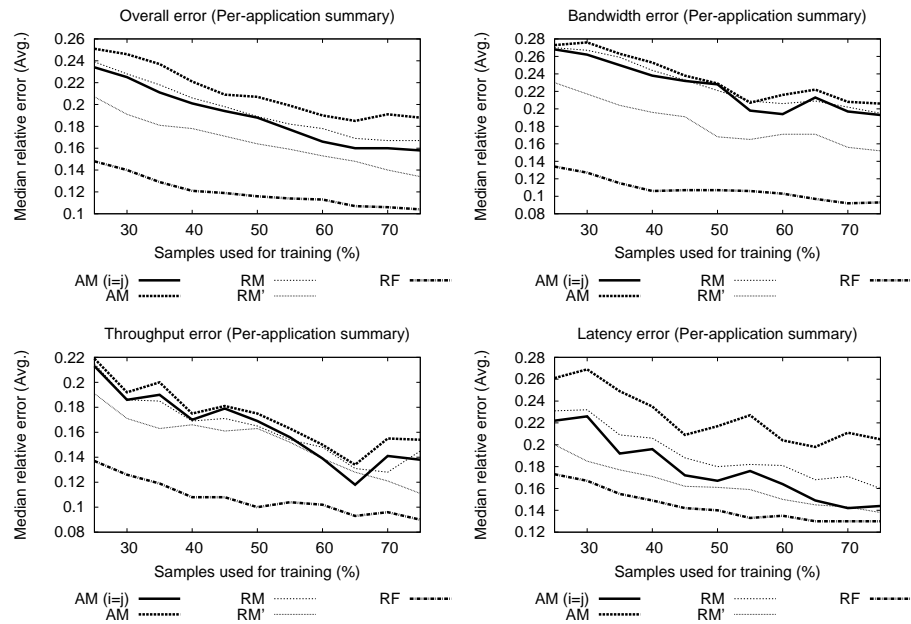 Overall error (Per-application summary)
Median relative error (Avg.)
0.26
0.24
0.22
0.2
0.18
0.16
0.14
0.12
0.1
30 40 50 60 70
Samples used for training (%)
AM (i=j) RM RF
AM RM'
Bandwidth error (Per-application summary)
Median relative error (Avg.)
0.28
0.26
0.24
0.22
0.2
0.18
0.16
0.14
0.12
0.1
0.08
30 40 50 60 70
Samples used for training (%)
AM (i=j) RM RF
AM RM'
Throughput error (Per-application summary)
Median relative error (Avg.)
0.22
0.2
0.18
0.16
0.14
0.12
0.1
0.08
30 40 50 60 70
Samples used for training (%)
AM (i=j) RM RF
AM RM'
Latency error (Per-application summary)
Median relative error (Avg.)
0.28
0.26
0.24
0.22
0.2
0.18
0.16
0.14
0.12
30 40 50 60 70
Samples used for training (%)
AM (i=j) RM RF
AM RM'